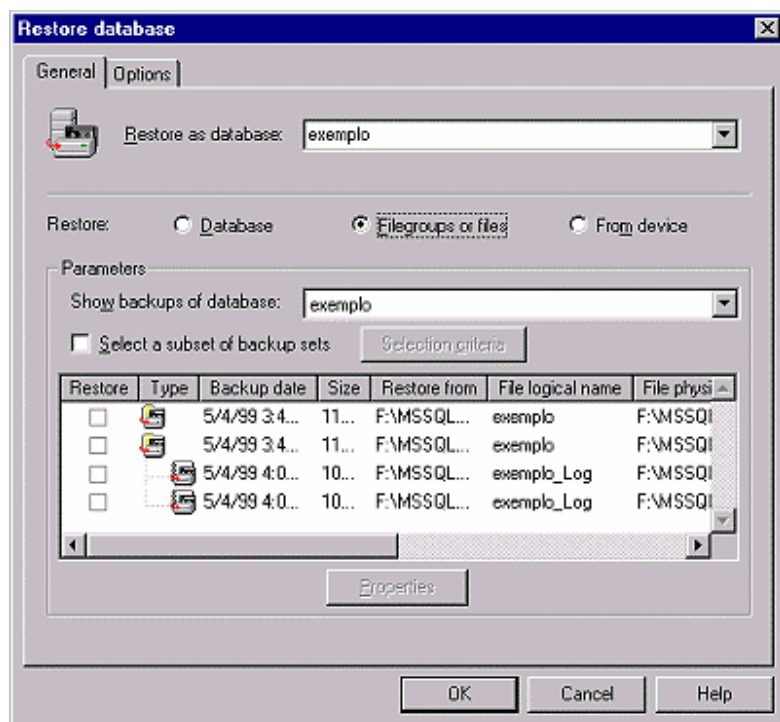 Restore database
General Options
Restore as database: exemplo
Restore: Database Filegroups or files From device
Parameters
Show backups of database: exemplo
Select a subset of backup sets Selection criteria
Restore Type Backup date Size Restore from File logical name File physi
5/4/99 3:4... 11... F:\MSSQL... exemplo F:\MSSQl
5/4/99 3:4... 11... F:\MSSQL... exemplo F:\MSSQl
5/4/99 4:0... 10... F:\MSSQL... exemplo_Log F:\MSSQl
5/4/99 4:0... 10... F:\MSSQL... exemplo_Log F:\MSSQl
Properties
OK Cancel Help